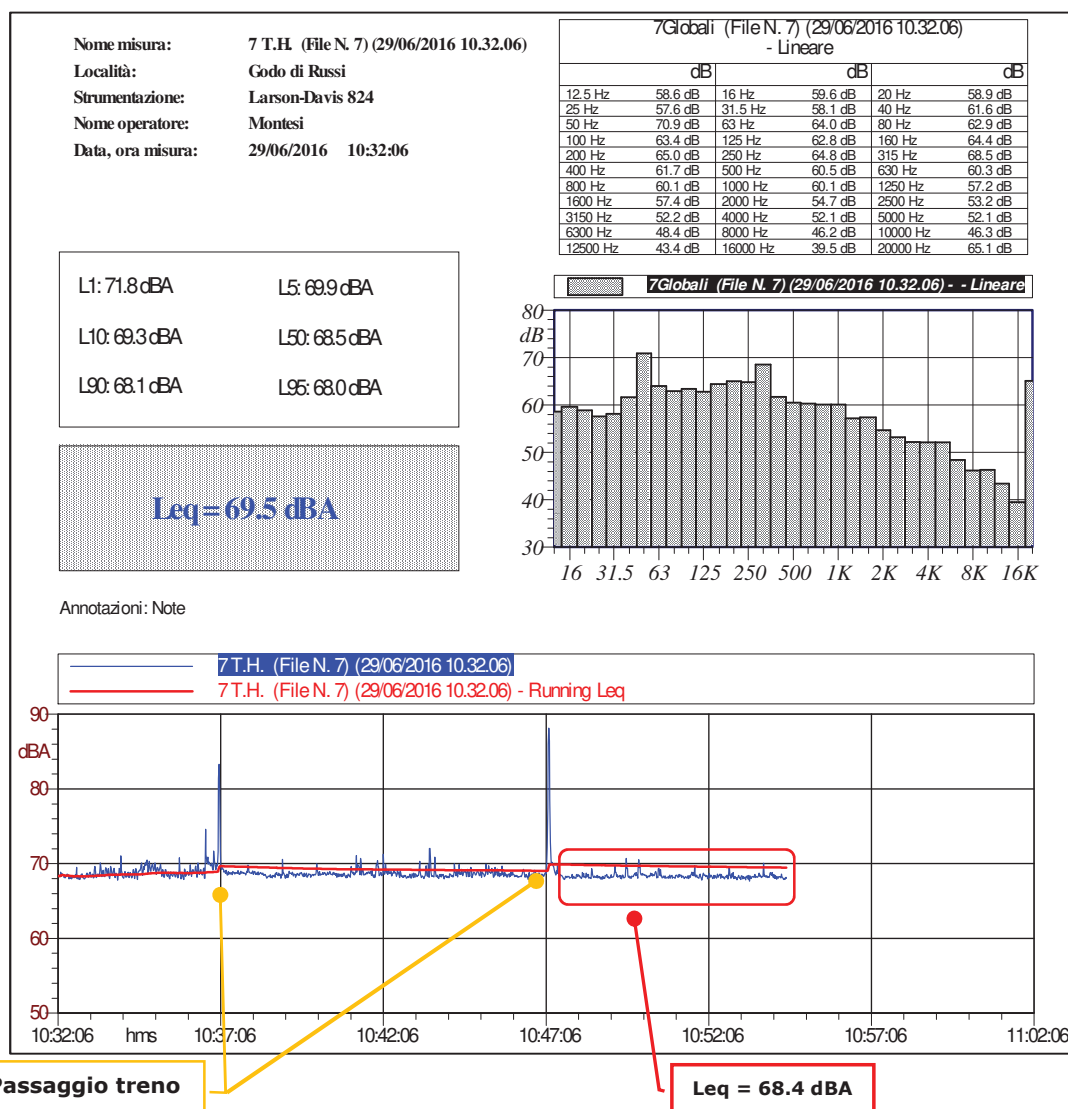 Nome misura: 7 T.H. (File N. 7) (29/06/2016 10.32.06)
Località: Godo di Russi
Strumentazione: Larson-Davis 824
Nome operatore: Montesi
Data, ora misura: 29/06/2016 10:32:06
7Globali (File N. 7) (29/06/2016 10.32.06)
- Lineare
dB dB dB
12.5 Hz 58.6 dB 16 Hz 59.6 dB 20 Hz 58.9 dB
25 Hz 57.6 dB 31.5 Hz 58.1 dB 40 Hz 61.6 dB
50 Hz 70.9 dB 63 Hz 64.0 dB 80 Hz 62.9 dB
100 Hz 63.4 dB 125 Hz 62.8 dB 160 Hz 64.4 dB
200 Hz 65.0 dB 250 Hz 64.8 dB 315 Hz 68.5 dB
400 Hz 61.7 dB 500 Hz 60.5 dB 630 Hz 60.3 dB
800 Hz 60.1 dB 1000 Hz 60.1 dB 1250 Hz 57.2 dB
1600 Hz 57.4 dB 2000 Hz 54.7 dB 2500 Hz 53.2 dB
3150 Hz 52.2 dB 4000 Hz 52.1 dB 5000 Hz 52.1 dB
6300 Hz 48.4 dB 8000 Hz 46.2 dB 10000 Hz 46.3 dB
12500 Hz 43.4 dB 16000 Hz 39.5 dB 20000 Hz 65.1 dB
L1: 71.8 dBA L5: 69.9 dBA
L10: 69.3 dBA L50: 68.5 dBA
L90: 68.1 dBA L95: 68.0 dBA
Leq = 69.5 dBA
7Globali (File N. 7) (29/06/2016 10.32.06) - - Lineare
80
dB
70
60
50
40
30
16 31.5 63 125 250 500 1K 2K 4K 8K 16K
Annotazioni: Note
7 T.H. (File N. 7) (29/06/2016 10.32.06)
7 T.H. (File N. 7) (29/06/2016 10.32.06) - Running Leq
90
dBA
80
70
60
50
10:32:06 hms 10:37:06 10:42:06 10:47:06 10:52:06 10:57:06 11:02:06
Passaggio treno
Leq = 68.4 dBA